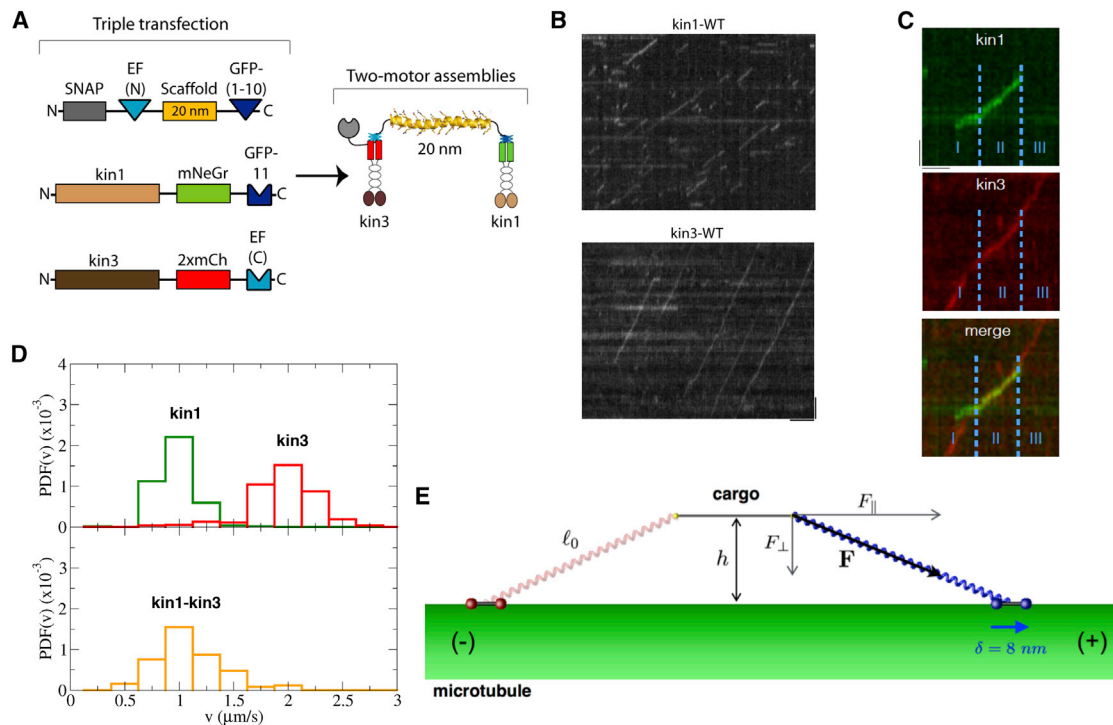 A
Triple transfection
SNAP
EF
(N)
Scaffold
GFP-
(1-10)
N
20 nm
C
kin1
mNeGr
GFP-
11
N
C
kin3
2xmCh
EF
(C)
N
C
Two-motor assemblies
20 nm
kin3
kin1
B
kin1-WT
kin3-WT
C
kin1
I
II
III
kin3
I
II
III
merge
I
II
III
D
PDF(v) (x10⁻³)
4
3
2
1
0
kin1
kin3
PDF(v) (x10⁻³)
3
2
1
0
kin1-kin3
0 0.5 1 1.5 2 2.5 3
v (μm/s)
E
cargo
F∥
ℓ₀
h
F⊥
F
(-)
(+)
δ = 8 nm
microtubule